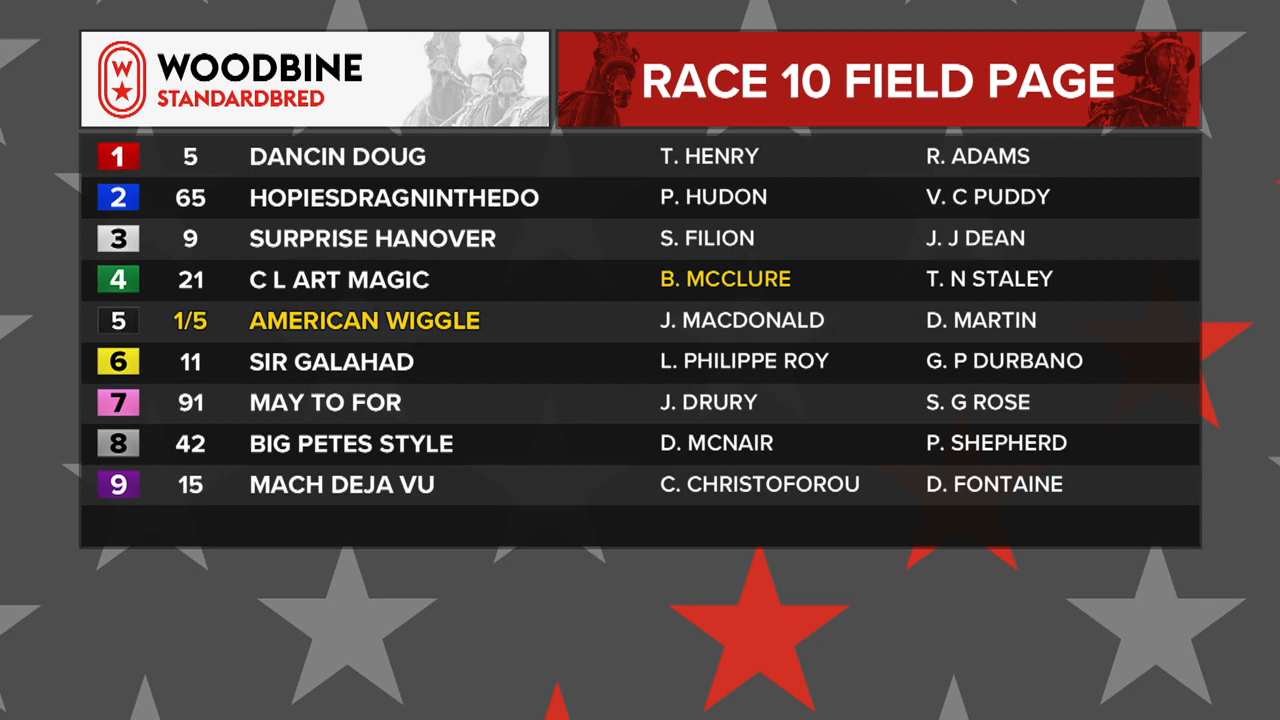 W WOODBINE
STANDARDBRED
RACE 10 FIELD PAGE
1 5 DANCIN DOUG T. HENRY R. ADAMS
2 65 HOPIESDRAGNINTHEDO P. HUDON V. C PUDDY
3 9 SURPRISE HANOVER S. FILION J. J DEAN
4 21 C L ART MAGIC B. MCCLURE T. N STALEY
5 1/5 AMERICAN WIGGLE J. MACDONALD D. MARTIN
6 11 SIR GALAHAD L. PHILIPPE ROY G. P DURBANO
7 91 MAY TO FOR J. DRURY S. G ROSE
8 42 BIG PETES STYLE D. MCNAIR P. SHEPHERD
9 15 MACH DEJA VU C. CHRISTOFOROU D. FONTAINE